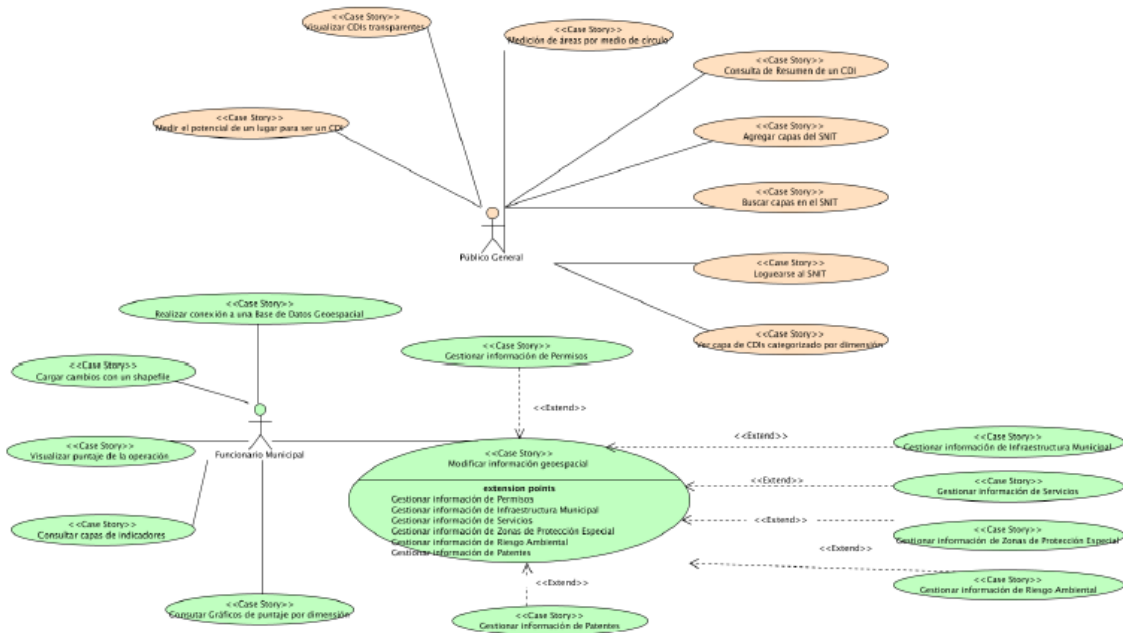 <<Case Story>>
Visualizar CDIs transparentes
<<Case Story>>
Medición de áreas por medio de círculo
<<Case Story>>
Consulta de Resumen de un CDI
<<Case Story>>
Medir el potencial de un lugar para ser un CDI
<<Case Story>>
Agregar capas del SNIT
<<Case Story>>
Buscar capas en el SNIT
Público General
<<Case Story>>
Loguearse al SNIT
<<Case Story>>
Realizar conexión a una Base de Datos Geoespacial
<<Case Story>>
Ver capa de CDIs categorizado por dimensión
<<Case Story>>
Gestionar información de Permisos
<<Case Story>>
Cargar cambios con un shapefile
<<Extend>>
<<Case Story>>
Visualizar puntaje de la operación
Funcionario Municipal
<<Case Story>>
Modificar información geoespacial
extension points
Gestionar información de Permisos
Gestionar información de Infraestructura Municipal
Gestionar información de Servicios
Gestionar información de Zonas de Protección Especial
Gestionar información de Riesgo Ambiental
Gestionar información de Patentes
<<Extend>>
<<Case Story>>
Gestionar información de Infraestructura Municipal
<<Extend>>
<<Case Story>>
Gestionar información de Servicios
<<Extend>>
<<Case Story>>
Gestionar información de Zonas de Protección Especial
<<Case Story>>
Consultar capas de indicadores
<<Extend>>
<<Case Story>>
Gestionar información de Riesgo Ambiental
<<Extend>>
<<Case Story>>
Consutar Gráficos de puntaje por dimensión
<<Case Story>>
Gestionar información de Patentes